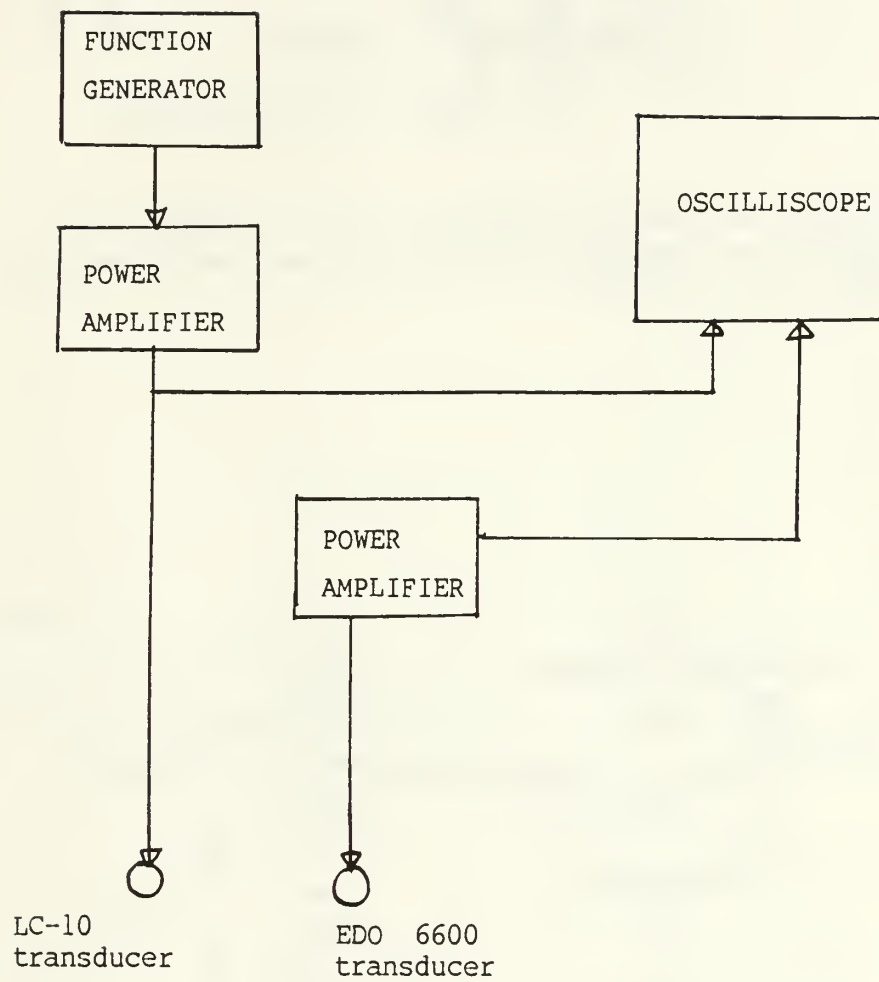 FUNCTION
GENERATOR
OSCILLISCOPE
POWER
AMPLIFIER
POWER
AMPLIFIER
LC-10
transducer
EDO 6600
transducer